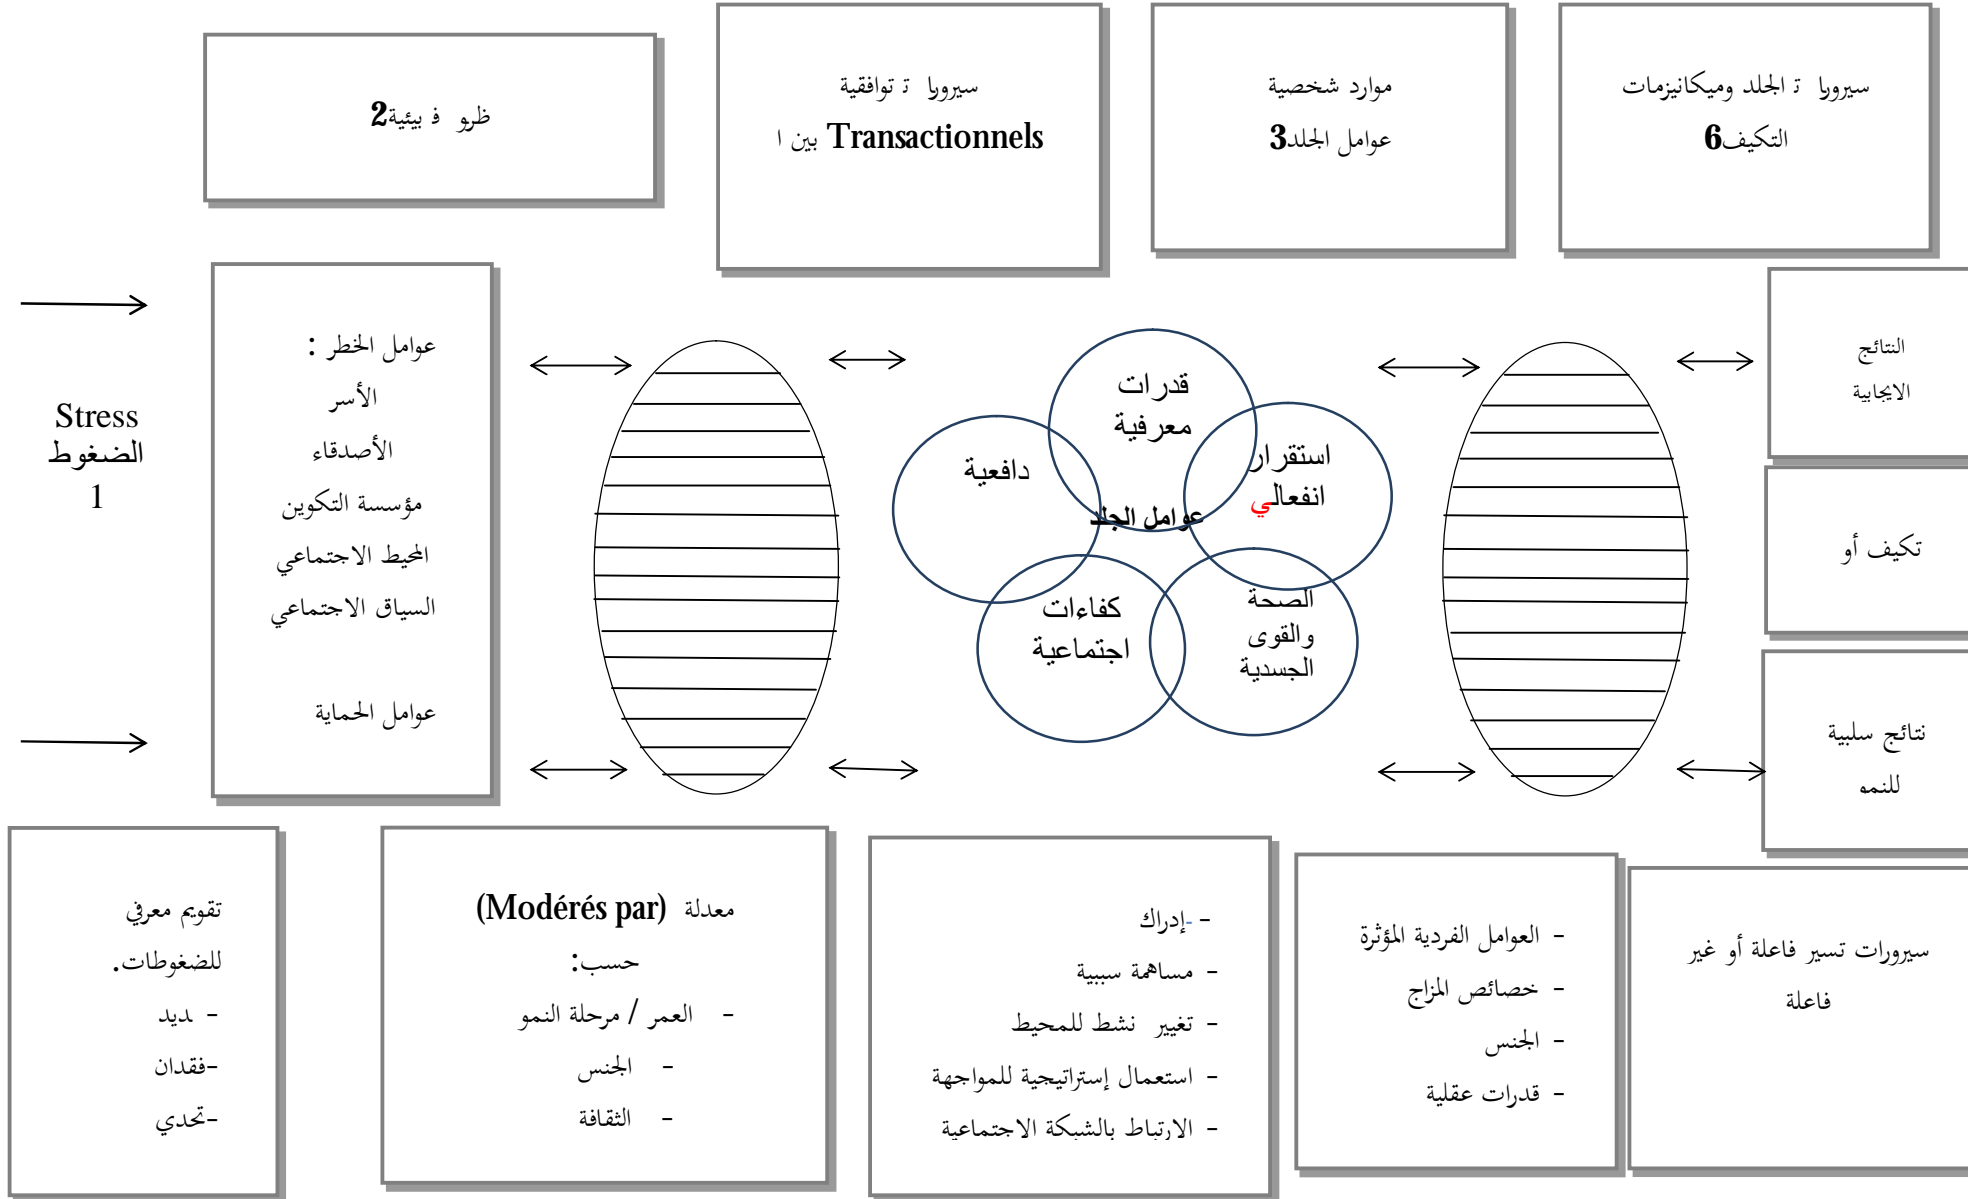 ظرو ف بيئية2
سيرورا ت توافقية
Transactionnels بين ا
موارد شخصية
عوامل الجلد3
سيرورا ت الجلد وميكانيزمات
التكيف6
Stress
الضغوط
1
عوامل الخطر :
الأسر
الأصدقاء
مؤسسة التكوين
المحيط الاجتماعي
السياق الاجتماعي
عوامل الحماية
قدرات
معرفية
دافعية
استقرار
انفعالي
عوامل الجلد
كفاءات
اجتماعية
الصحة
والقوى
الجسدية
النتائج
الايجابية
تكيف أو
نتائج سلبية
للنمو
تقويم معرفي
للضغوطات.
- ـديد
-فقدان
-تحدي
معدلة (Modérés par)
حسب:
- العمر / مرحلة النمو
- الجنس
- الثقافة
- -إدراك
- مساهمة سببية
- تغيير نشط للمحيط
- استعمال إستراتيجية للمواجهة
- الارتباط بالشبكة الاجتماعية
- العوامل الفردية المؤثرة
- خصائص المزاج
- الجنس
- قدرات عقلية
سيرورات تسير فاعلة أو غير
فاعلة